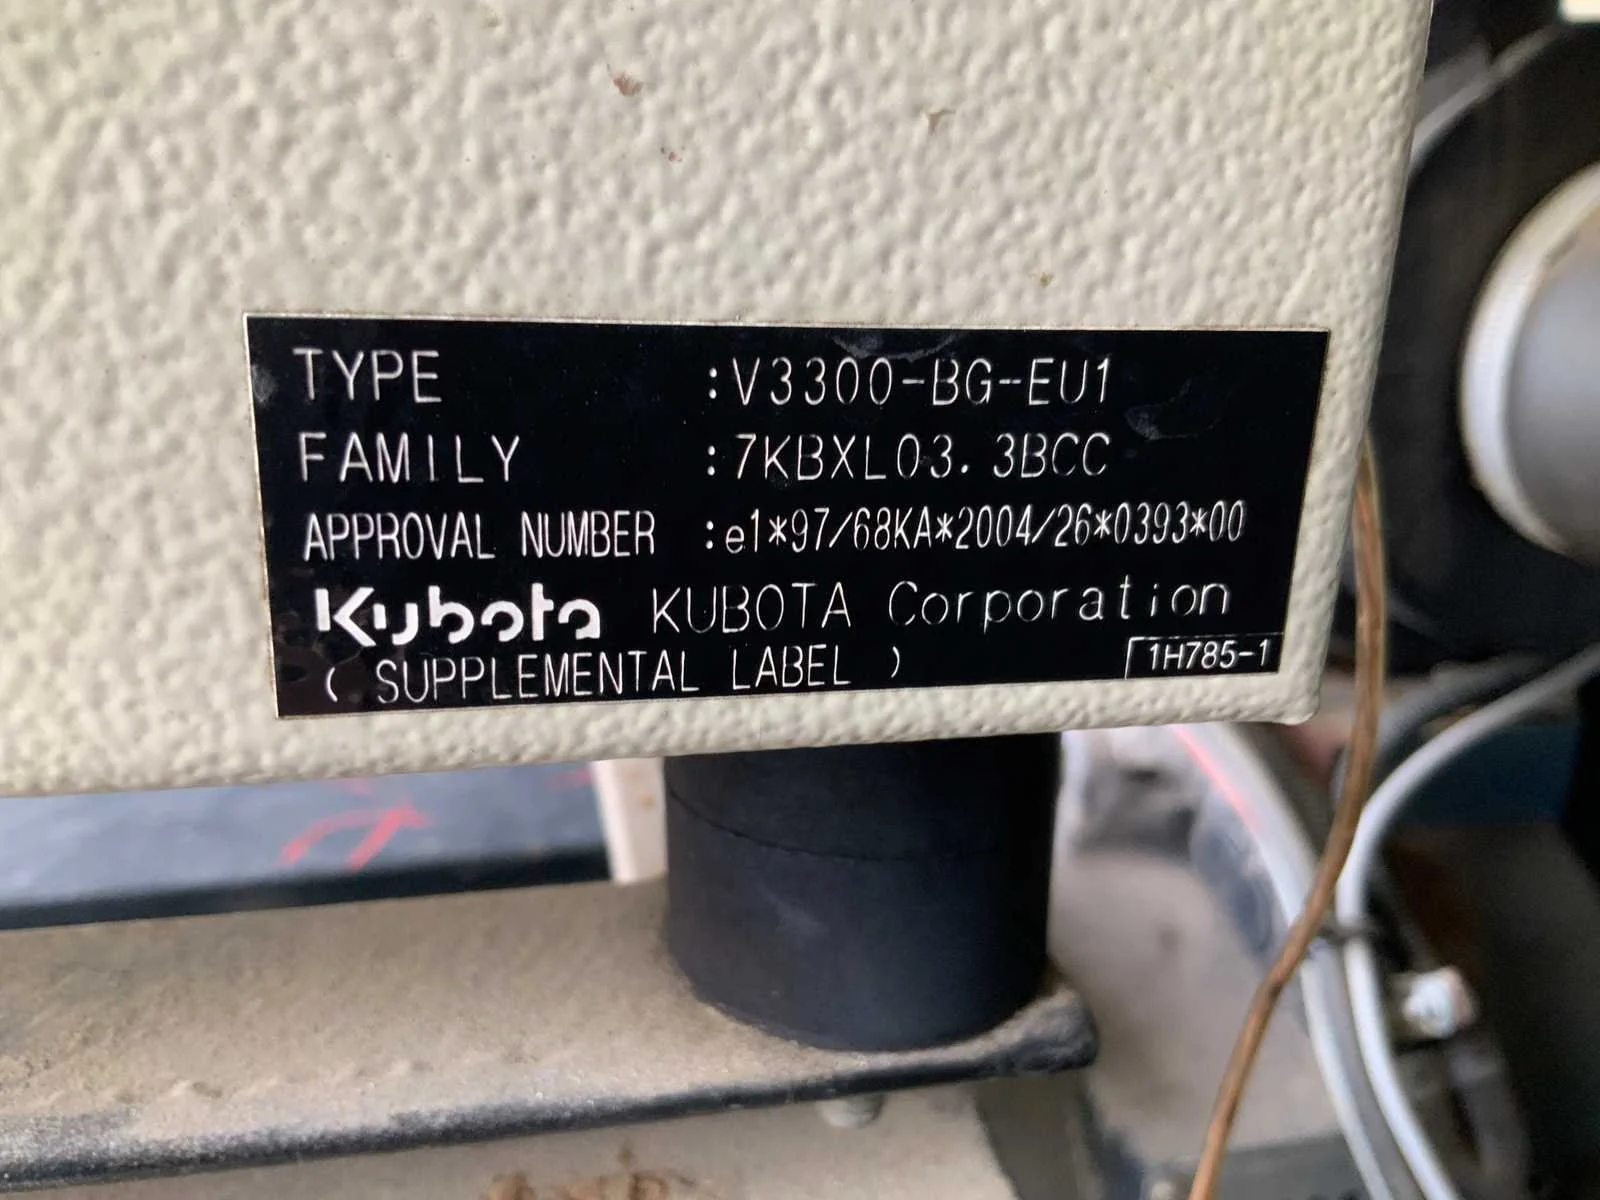 TYPE :V3300-BG-EU1
FAMILY :7KBXL03.3BCC
APPROVAL NUMBER :e1*97/68KA*2004/26*0393*00
Kubota KUBOTA Corporation
( SUPPLEMENTAL LABEL ) 1H785-1